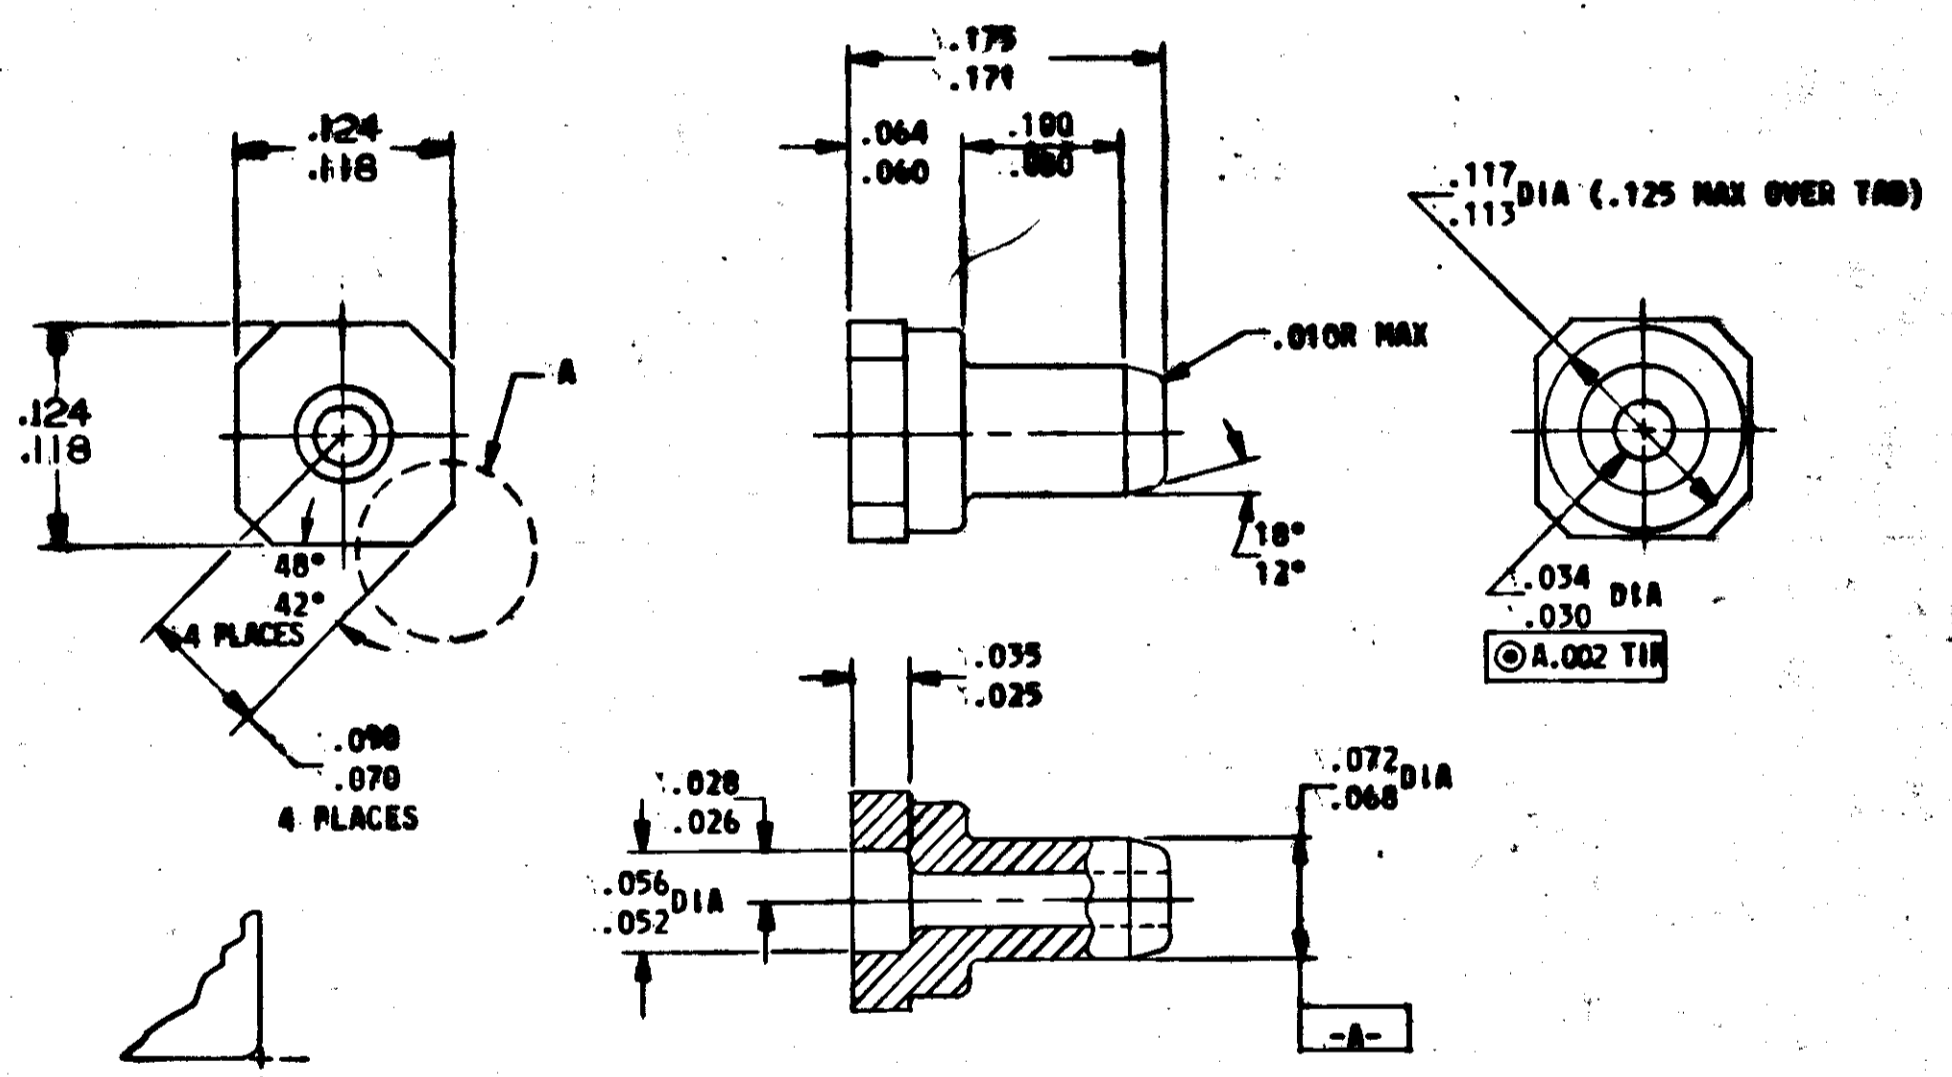 .175
.171
.124
.118
.064
.060
.100
.080
.117
.113 DIA (.125 MAX OVER TAB)
.010R MAX
A
.124
.118
18°
12°
48°
42°
4 PLACES
.034
.030 DIA
A .002 TIR
.035
.025
.090
.070
4 PLACES
.028
.026
.072
.068 DIA
.056
.052 DIA
-A-